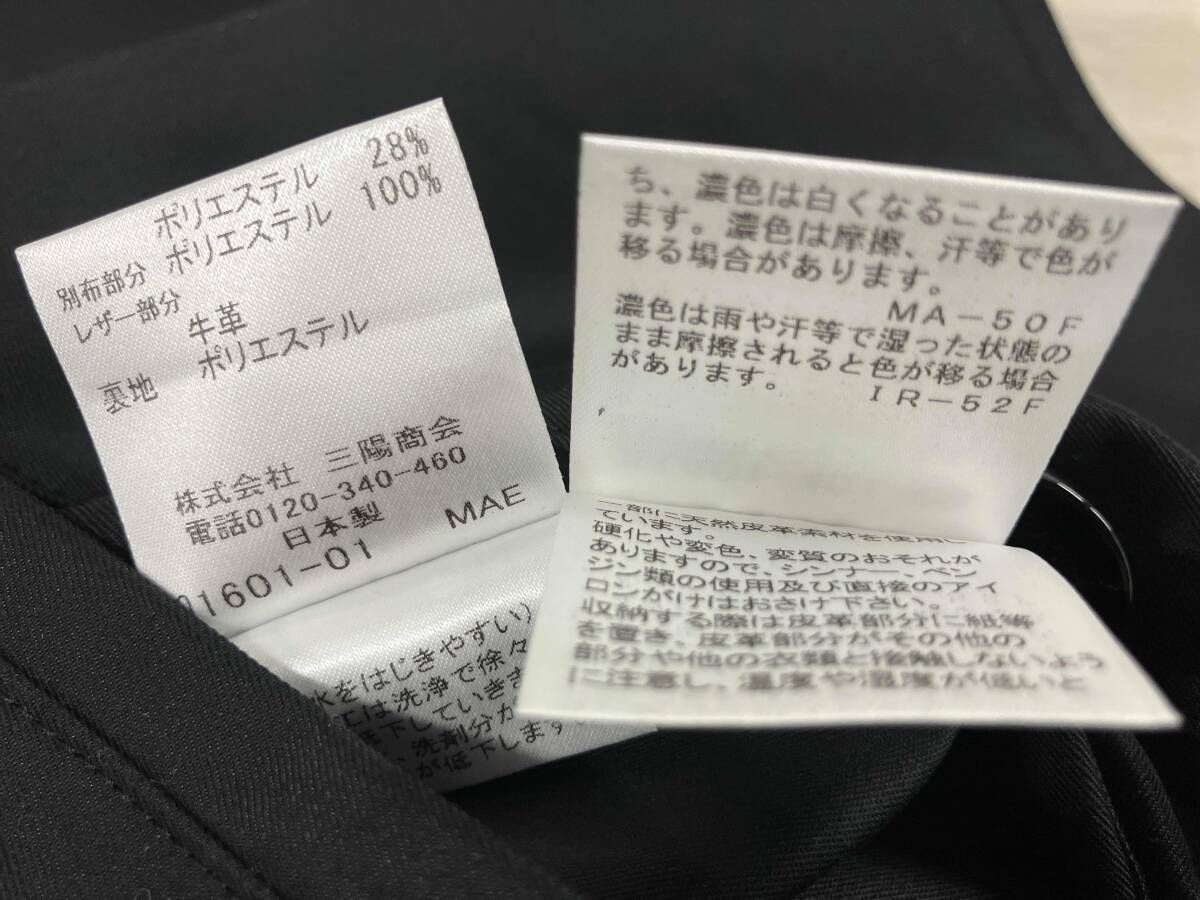 ポリエステル 28%
別布部分 ポリエステル 100%
レザー部分
牛革
裏地 ポリエステル
株式会社 三陽商会
電話0120-340-460
日本製
01601-01 MAE
水をはじきやすい)
には洗浄で徐々
下していき
洗剤分が
が低下します
ち、濃色は白くなることがあり
ます。濃色は摩擦、汗等で色が
移る場合があります。
MA-50F
濃色は雨や汗等で湿った状態の
まま摩擦されると色が移る場合
があります。 IR-52F
部に天然皮革素材を使用し
ています。
硬化や変色、変質のおそれが
ありますので、シンナー・ベン
ジン類の使用及び直接のアイ
ロンがけはおさけ下さい。
収納する際は皮革部分に紙等
を置き、皮革部分がその他の
部分や他の衣類と接触しないよう
に注意し、温度や湿度が低いと